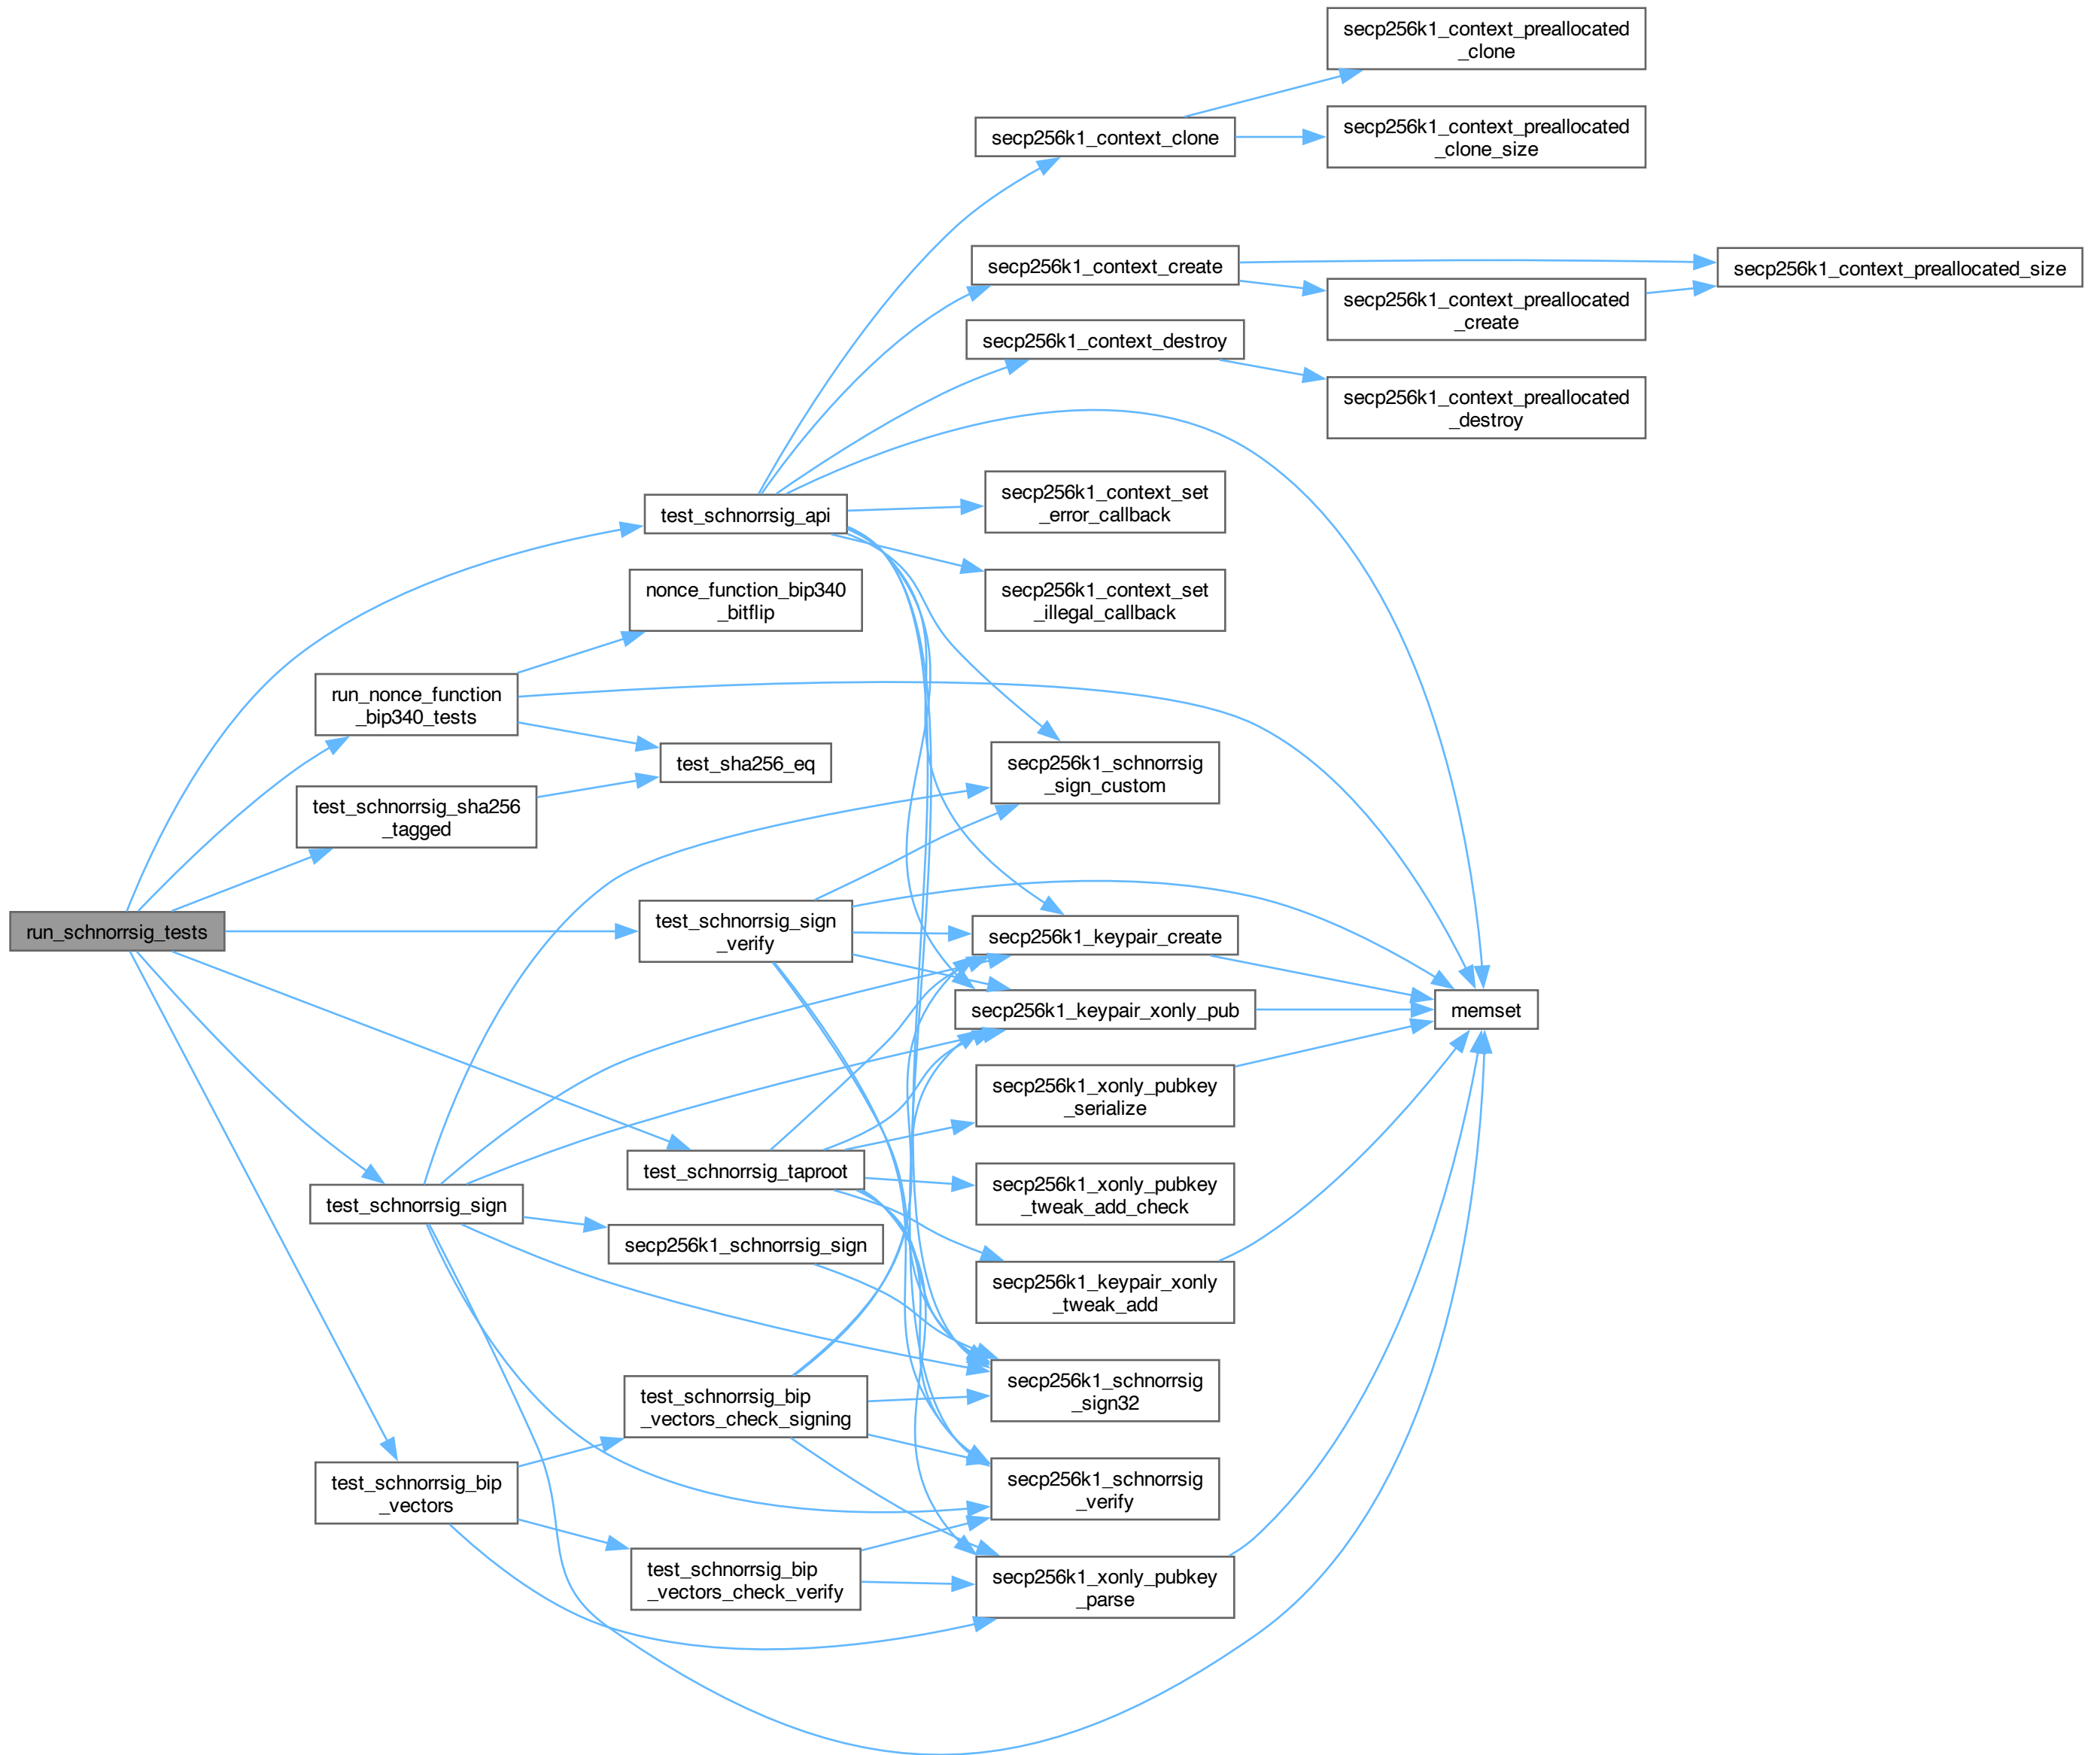 secp256k1_context_preallocated
_clone
secp256k1_context_clone
secp256k1_context_preallocated
_clone_size
secp256k1_context_create
secp256k1_context_preallocated_size
secp256k1_context_preallocated
_create
secp256k1_context_destroy
secp256k1_context_preallocated
_destroy
secp256k1_context_set
_error_callback
test_schnorrsig_api
nonce_function_bip340
_bitflip
secp256k1_context_set
_illegal_callback
run_nonce_function
_bip340_tests
test_sha256_eq
secp256k1_schnorrsig
_sign_custom
test_schnorrsig_sha256
_tagged
run_schnorrsig_tests
test_schnorrsig_sign
_verify
secp256k1_keypair_create
secp256k1_keypair_xonly_pub
memset
secp256k1_xonly_pubkey
_serialize
test_schnorrsig_taproot
secp256k1_xonly_pubkey
_tweak_add_check
test_schnorrsig_sign
secp256k1_schnorrsig_sign
secp256k1_keypair_xonly
_tweak_add
secp256k1_schnorrsig
_sign32
test_schnorrsig_bip
_vectors_check_signing
test_schnorrsig_bip
_vectors
secp256k1_schnorrsig
_verify
test_schnorrsig_bip
_vectors_check_verify
secp256k1_xonly_pubkey
_parse